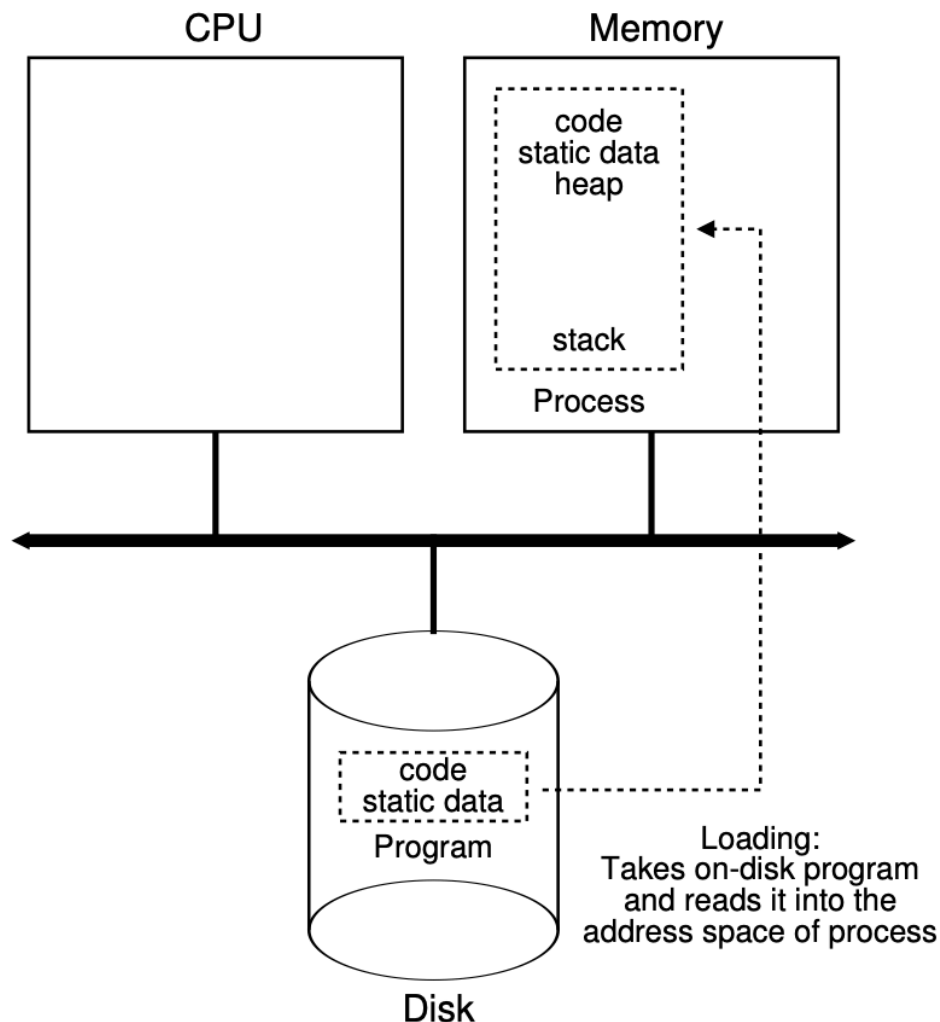 CPU
Memory
code
static data
heap
stack
Process
code
static data
Program
Loading:
Takes on-disk program
and reads it into the
address space of process
Disk